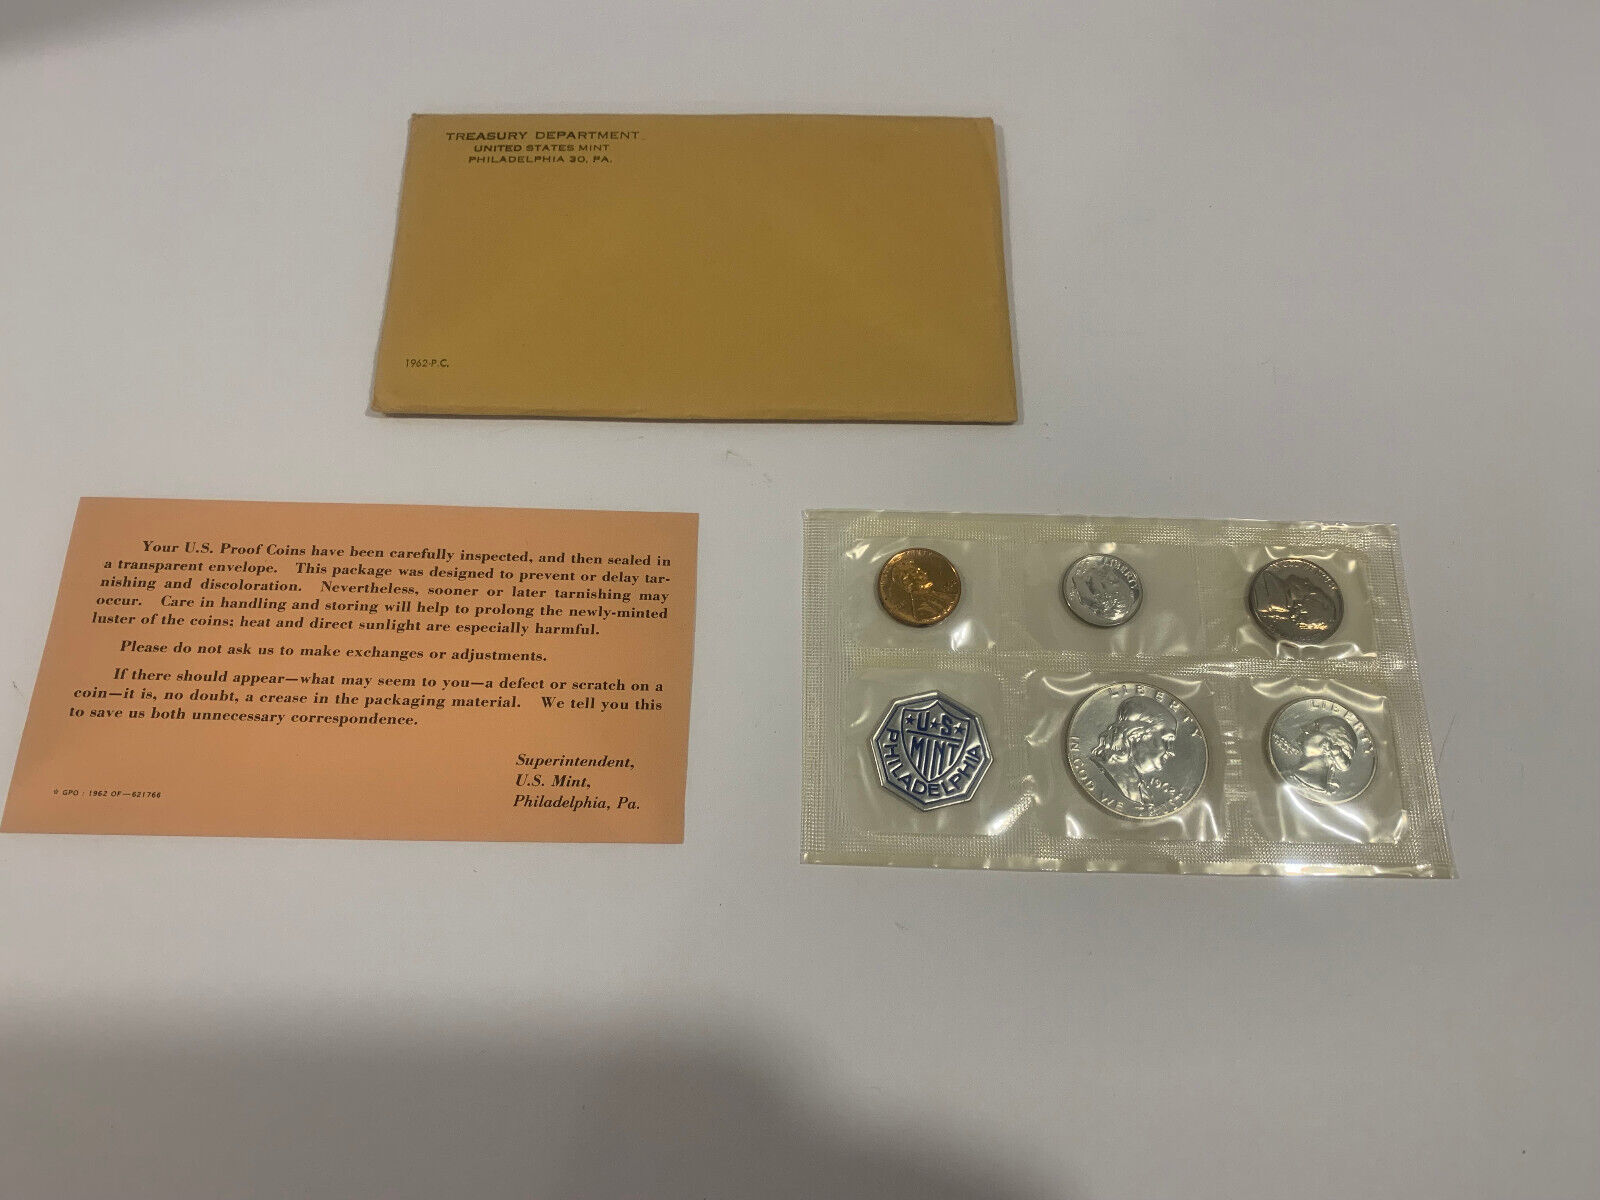 TREASURY DEPARTMENT
UNITED STATES MINT
PHILADELPHIA 30, PA.
1962-P.C.
Your U.S. Proof Coins have been carefully inspected, and then sealed in
a transparent envelope. This package was designed to prevent or delay tar-
nishing and discoloration. Nevertheless, sooner or later tarnishing may
occur. Care in handling and storing will help to prolong the newly-minted
luster of the coins; heat and direct sunlight are especially harmful.
Please do not ask us to make exchanges or adjustments.
If there should appear—what may seem to you—a defect or scratch on a
coin—it is, no doubt, a crease in the packaging material. We tell you this
to save us both unnecessary correspondence.
Superintendent,
U.S. Mint,
Philadelphia, Pa.
☆ GPO : 1962 OF—621766
LIBERTY
U★S
MINT
PHILADELPHIA
LIBERTY
IN GOD WE
1962
LIBERTY